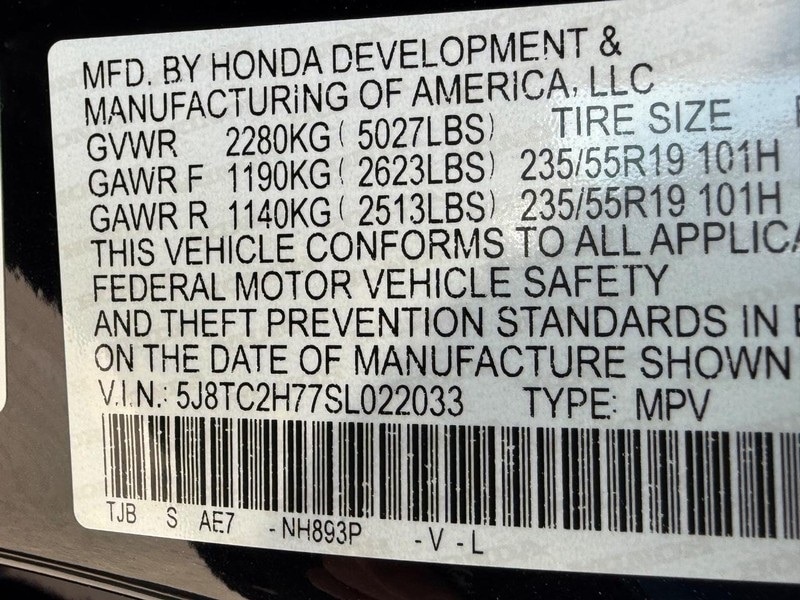 MFD. BY HONDA DEVELOPMENT &
MANUFACTURING OF AMERICA, LLC
GVWR 2280KG ( 5027LBS) TIRE SIZE
GAWR F 1190KG ( 2623LBS) 235/55R19 101H
GAWR R 1140KG ( 2513LBS) 235/55R19 101H
THIS VEHICLE CONFORMS TO ALL APPLICA
FEDERAL MOTOR VEHICLE SAFETY
AND THEFT PREVENTION STANDARDS IN
ON THE DATE OF MANUFACTURE SHOWN
V.I.N.: 5J8TC2H77SL022033 TYPE: MPV
TJB S AE7 -NH893P -V -L